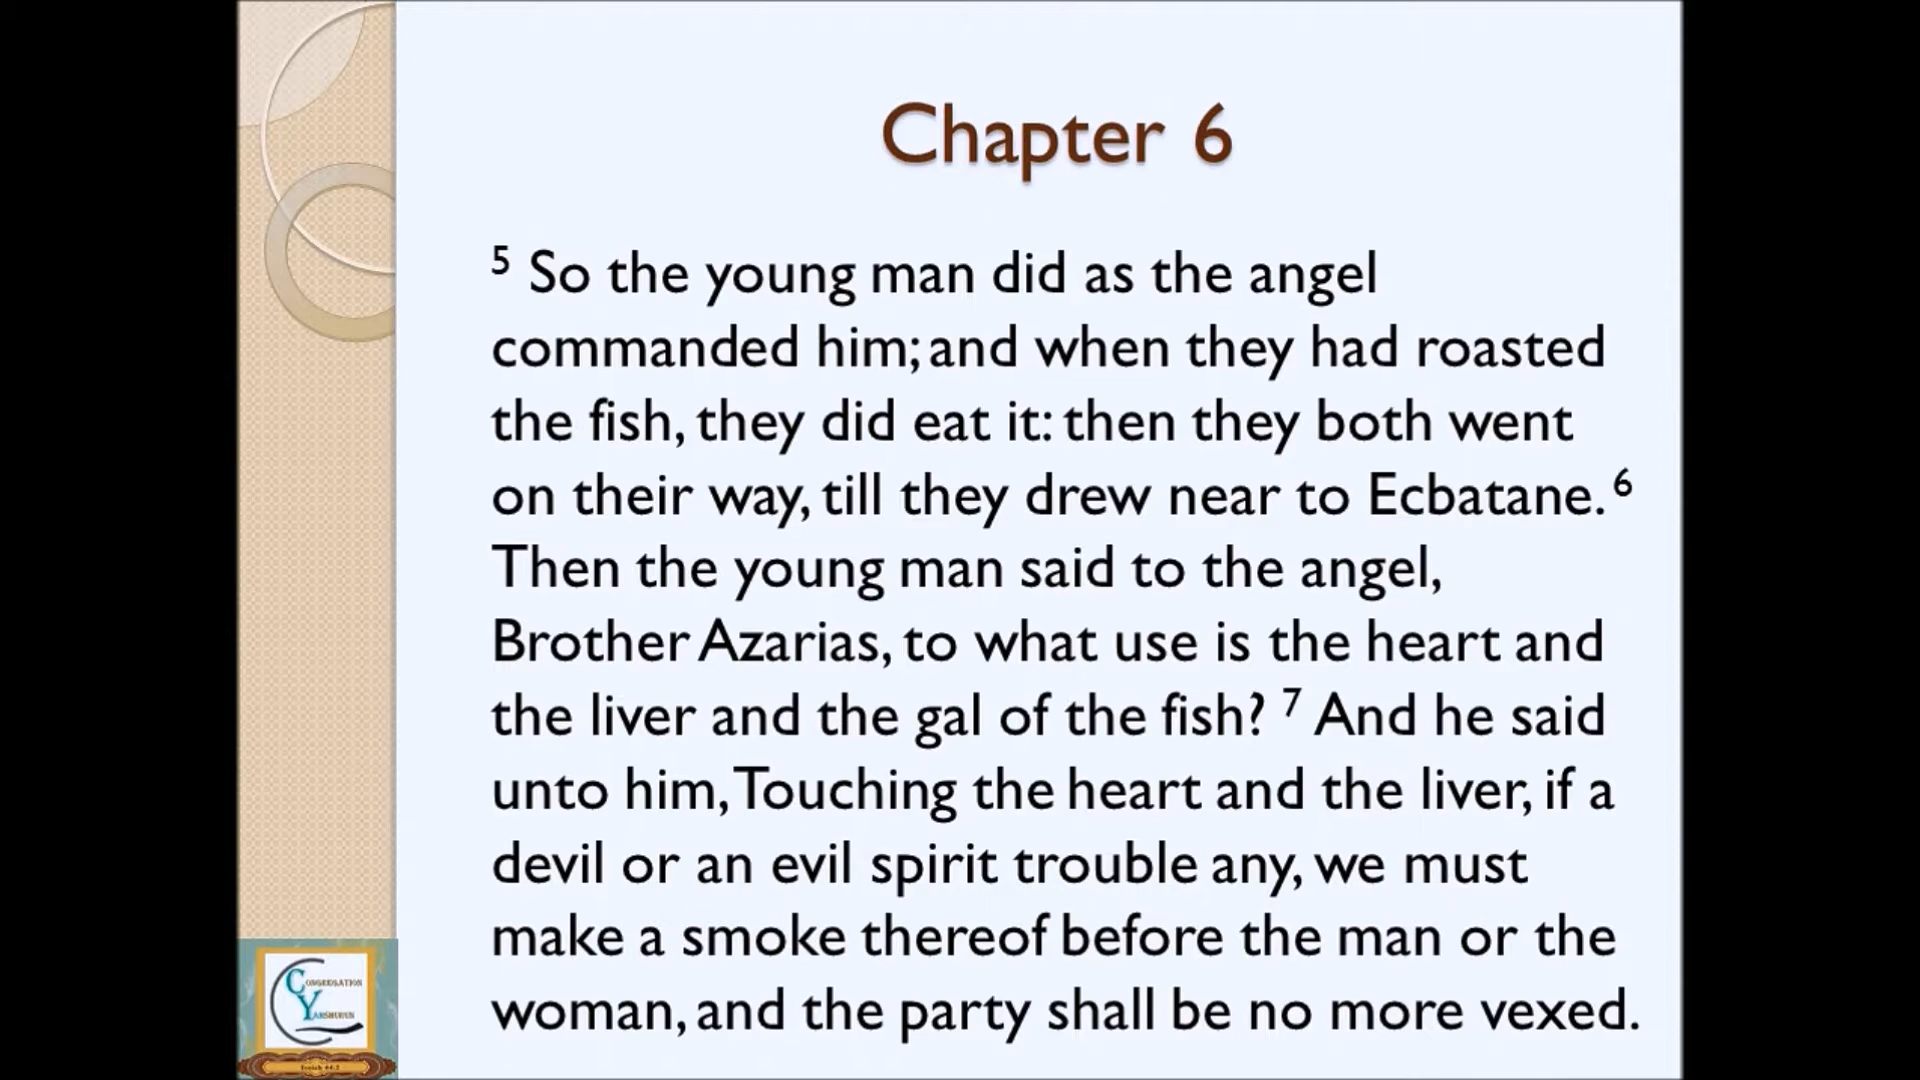 Chapter 6
5 So the young man did as the angel
commanded him; and when they had roasted
the fish, they did eat it: then they both went
on their way, till they drew near to Ecbatane. 6
Then the young man said to the angel,
Brother Azarias, to what use is the heart and
the liver and the gal of the fish? 7 And he said
unto him, Touching the heart and the liver, if a
devil or an evil spirit trouble any, we must
make a smoke thereof before the man or the
woman, and the party shall be no more vexed.
CONGREGATION
YAHSHURUN
Isaiah 44:2